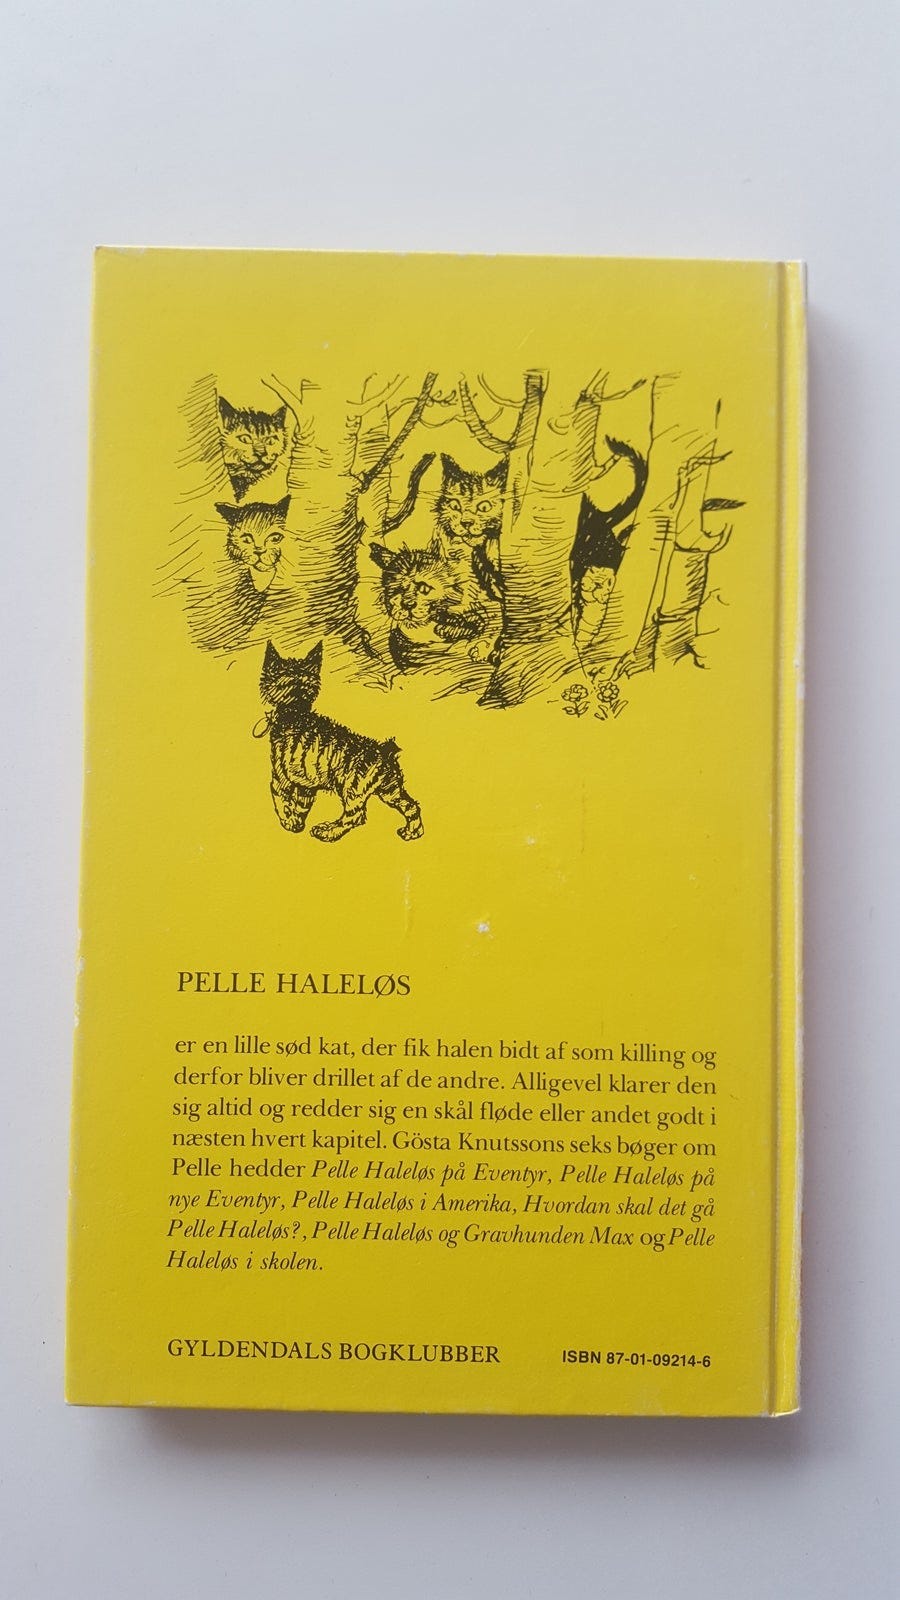 PELLE HALELØS
er en lille sød kat, der fik halen bidt af som killing og
derfor bliver drillet af de andre. Alligevel klarer den
sig altid og redder sig en skål fløde eller andet godt i
næsten hvert kapitel. Gösta Knutssons seks bøger om
Pelle hedder Pelle Haleløs på Eventyr, Pelle Haleløs på
nye Eventyr, Pelle Haleløs i Amerika, Hvordan skal det gå
Pelle Haleløs?, Pelle Haleløs og Gravhunden Max og Pelle
Haleløs i skolen.
GYLDENDALS BOGKLUBBER
ISBN 87-01-09214-6